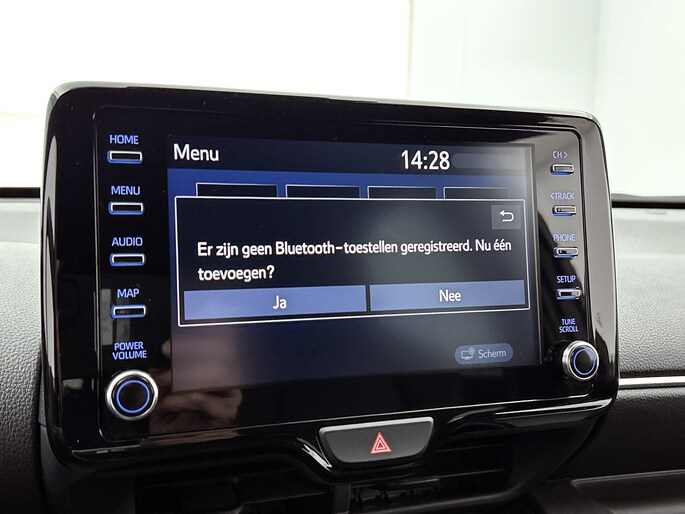 HOME
MENU
AUDIO
MAP
POWER
VOLUME
Menu
14:28
Er zijn geen Bluetooth-toestellen geregistreerd. Nu één
toevoegen?
Ja
Nee
Scherm
CH >
< TRACK
PHONE
SETUP
TUNE
SCROLL